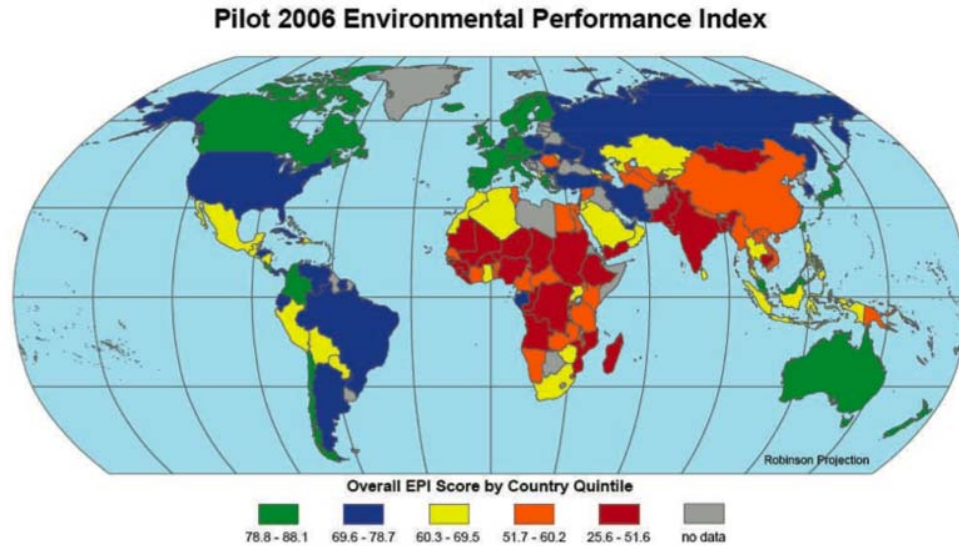 Pilot 2006 Environmental Performance Index
Robinson Projection
Overall EPI Score by Country Quintile
78.8 - 88.1 69.6 - 78.7 60.3 - 69.5 51.7 - 60.2 25.6 - 51.6 no data